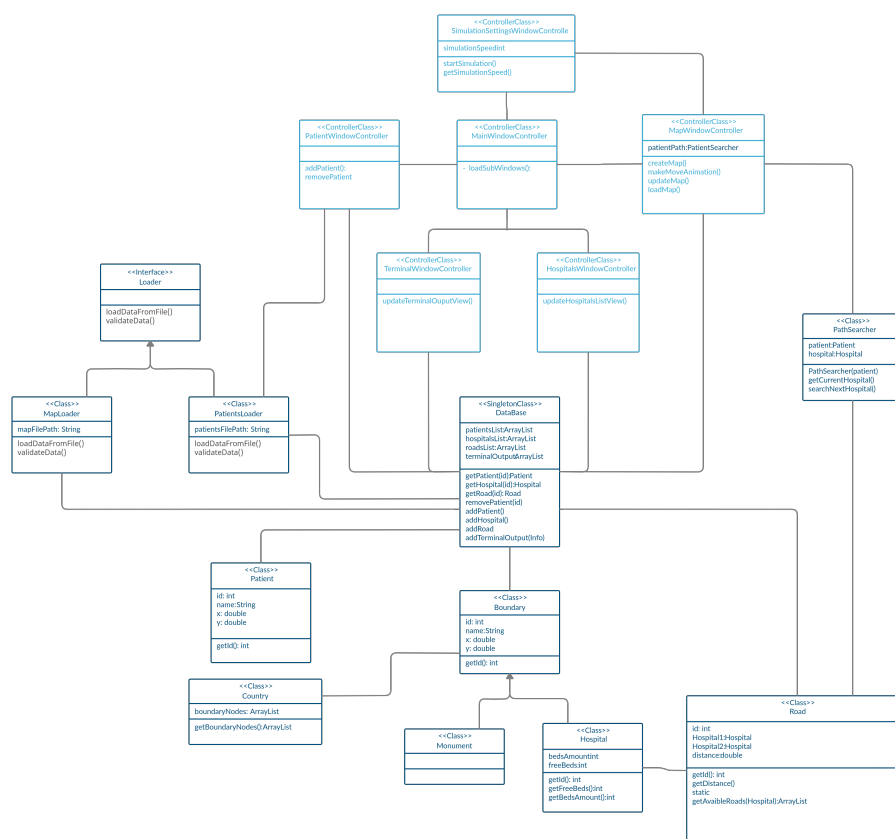 <<ControllerClass>>
SimulationSettingsWindowControlle
simulationSpeedint
startSimulation()
getSimulationSpeed()
<<ControllerClass>>
PatientWindowController
addPatient():
removePatient
<<ControllerClass>>
MainWindowController
- loadSubWindows():
<<ControllerClass>>
MapWindowController
patientPath:PatientSearcher
createMap()
makeMoveAnimation()
updateMap()
loadMap()
<<ControllerClass>>
TerminalWindowController
updateTerminalOuputView()
<<ControllerClass>>
HospitalsWindowController
updateHospitalsListView()
<<Interface>>
Loader
loadDataFromFile()
validateData()
<<Class>>
PathSearcher
patient:Patient
hospital:Hospital
PathSearcher(patient)
getCurrentHospital()
searchNextHospital()
<<Class>>
MapLoader
mapFilePath: String
loadDataFromFile()
validateData()
<<Class>>
PatientsLoader
patientsFilePath: String
loadDataFromFile()
validateData()
<<SingletonClass>>
DataBase
patientsList:ArrayList
hospitalsList:ArrayList
roadsList:ArrayList
terminalOutput:ArrayList
getPatient(id):Patient
getHospital(id):Hospital
getRoad(id): Road
removePatient(id)
addPatient()
addHospital()
addRoad
addTerminalOutput(Info)
<<Class>>
Patient
id: int
name:String
x: double
y: double
getId(): int
<<Class>>
Boundary
id: int
name:String
x: double
y: double
getId(): int
<<Class>>
Country
boundaryNodes: ArrayList
getBoundaryNodes():ArrayList
<<Class>>
Monument
<<Class>>
Hospital
bedsAmount:int
freeBeds:int
getId(): int
getFreeBeds():int
getBedsAmount():int
<<Class>>
Road
id: int
Hospital1:Hospital
Hospital2:Hospital
distance:double
getId(): int
getDistance()
static
getAvaibleRoads(Hospital):ArrayList